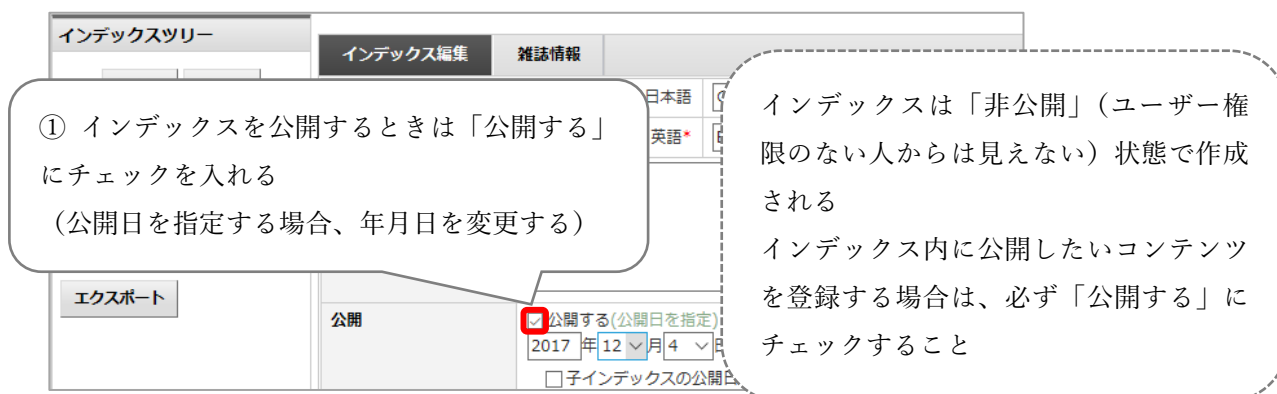 インデックスツリー
インデックス編集
雑誌情報
日本語
英語*
① インデックスを公開するときは「公開する」
にチェックを入れる
（公開日を指定する場合、年月日を変更する）
インデックスは「非公開」（ユーザー権
限のない人からは見えない）状態で作成
される
インデックス内に公開したいコンテンツ
を登録する場合は、必ず「公開する」に
チェックすること
エクスポート
公開
公開する(公開日を指定)
2017 年 12 月 4
子インデックスの公開